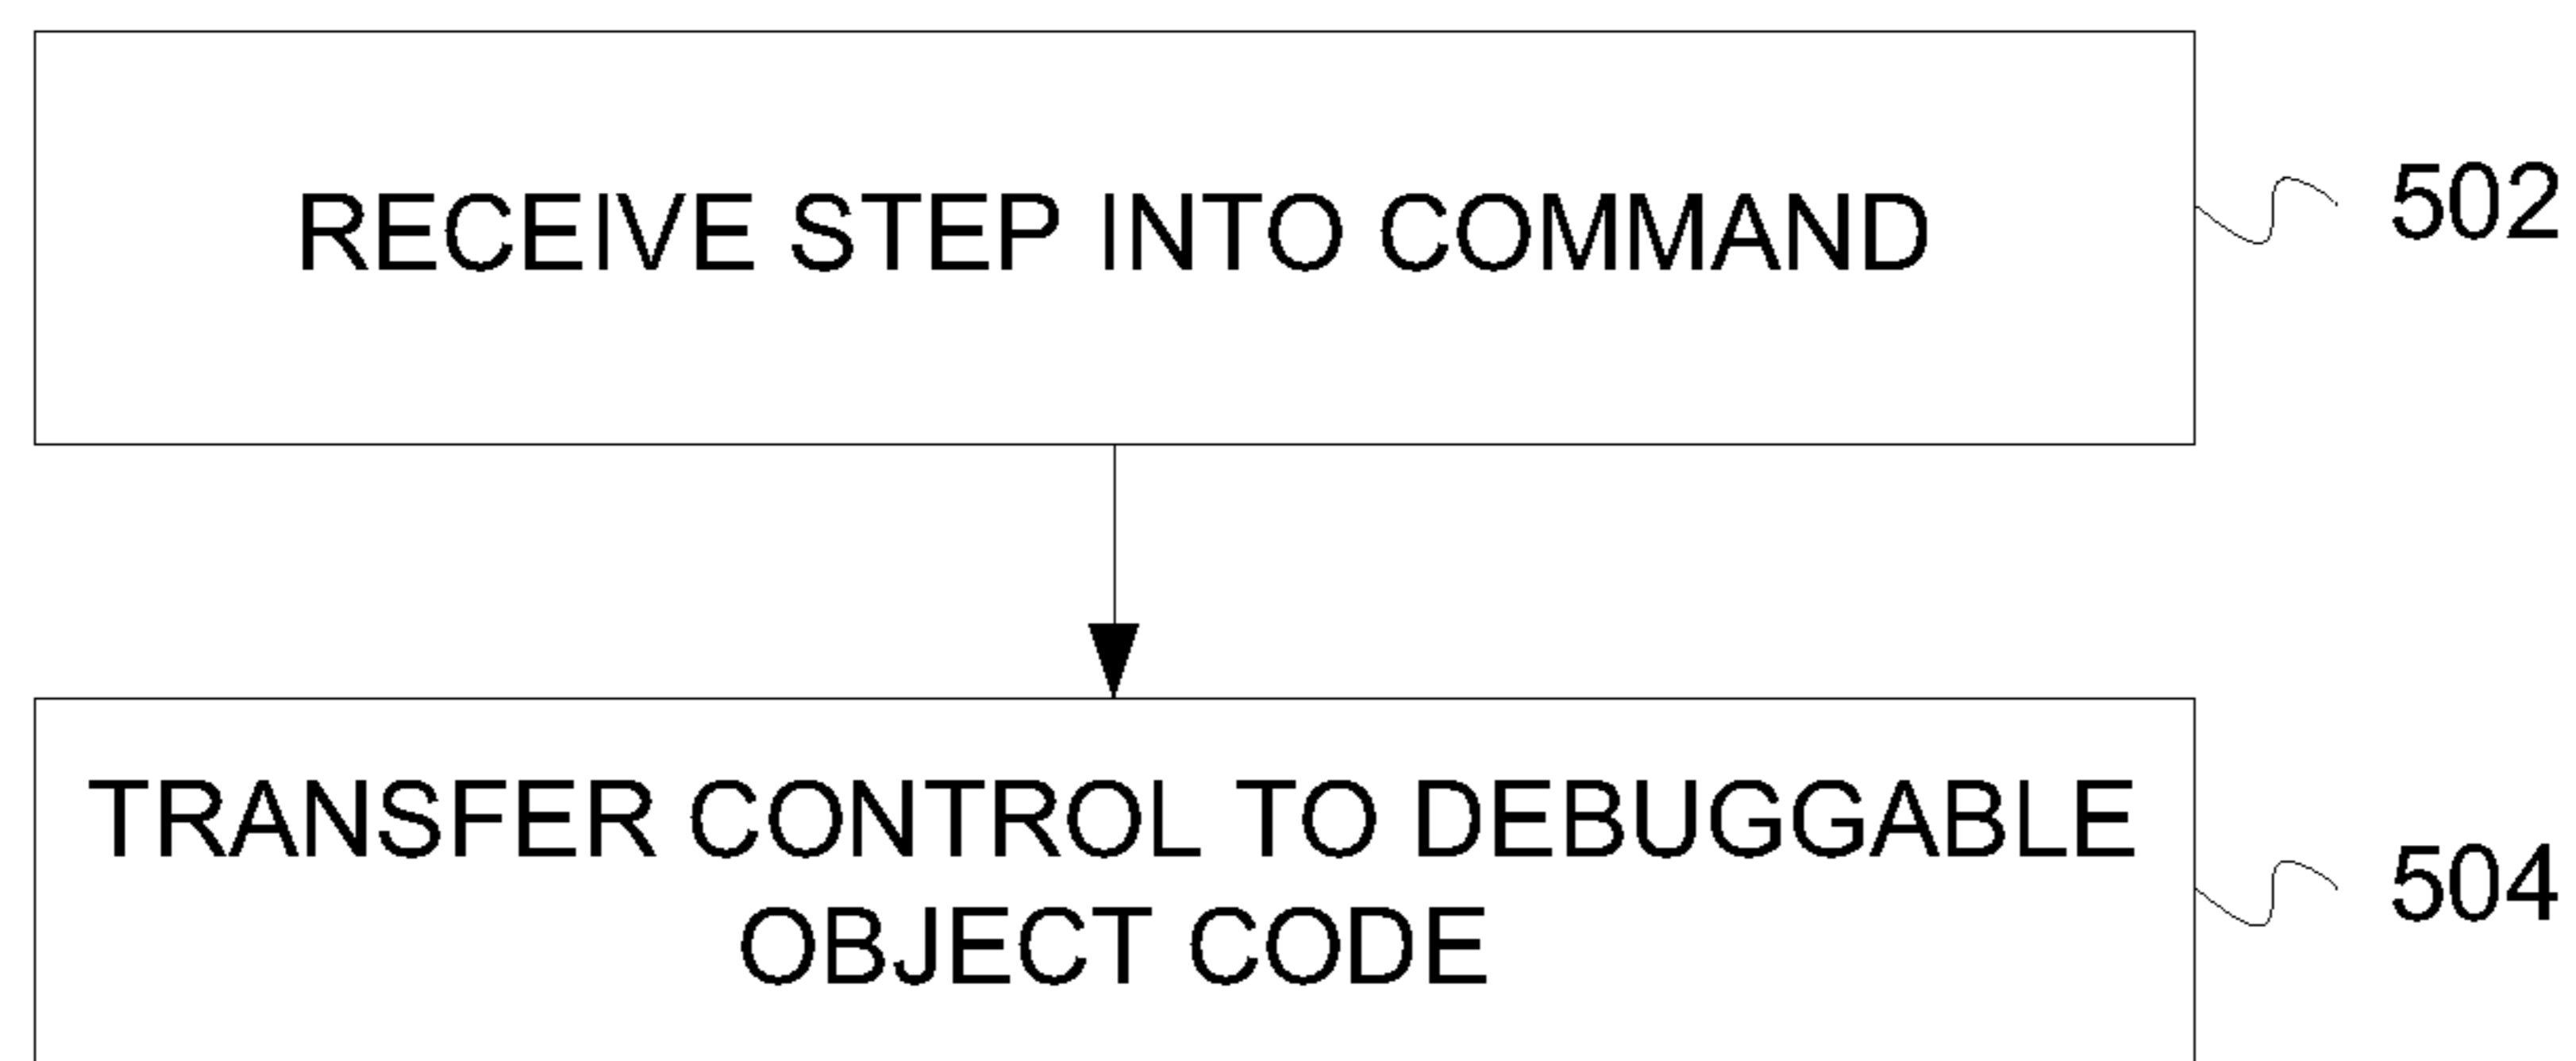 RECEIVE STEP INTO COMMAND
502
TRANSFER CONTROL TO DEBUGGABLE
OBJECT CODE
504